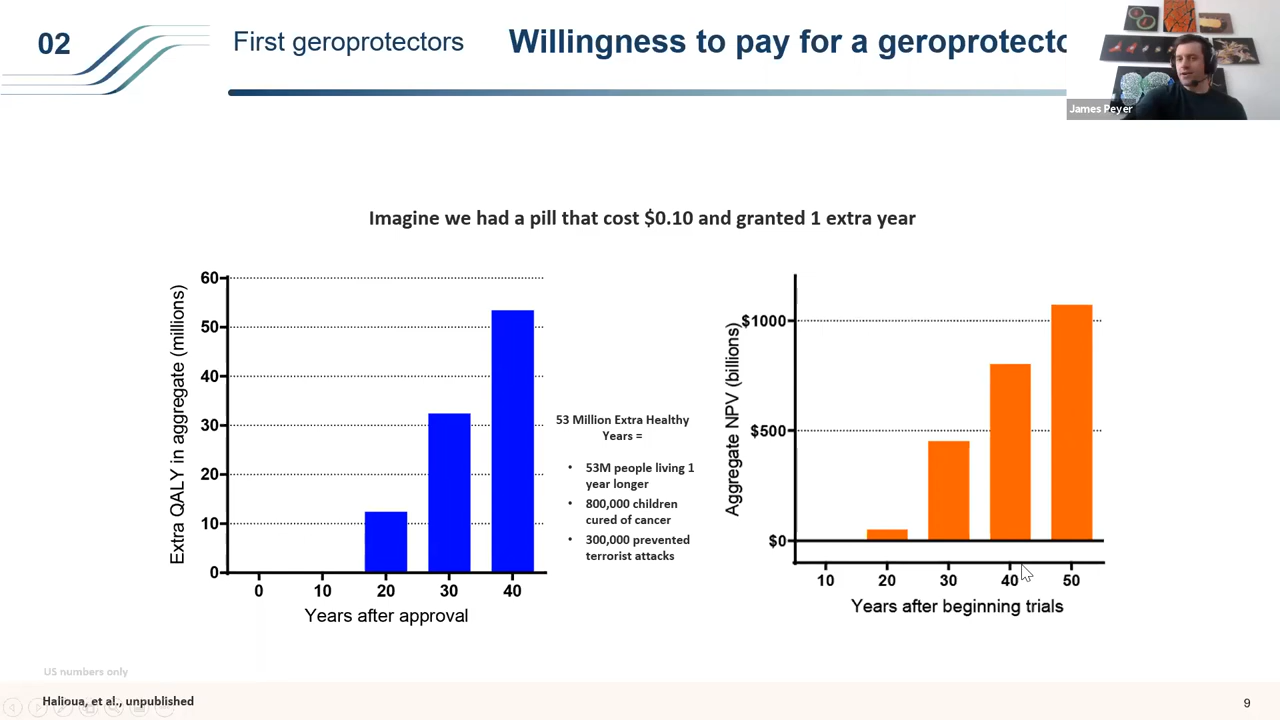 02
First geroprotectors
Willingness to pay for a geroprotecto
James Peyer
Imagine we had a pill that cost $0.10 and granted 1 extra year
Extra QALY in aggregate (millions)
60
50
40
30
20
10
0
0 10 20 30 40
Years after approval
53 Million Extra Healthy
Years =
• 53M people living 1
year longer
• 800,000 children
cured of cancer
• 300,000 prevented
terrorist attacks
Aggregate NPV (billions)
$1000
$500
$0
10 20 30 40 50
Years after beginning trials
US numbers only
Halioua, et al., unpublished
9